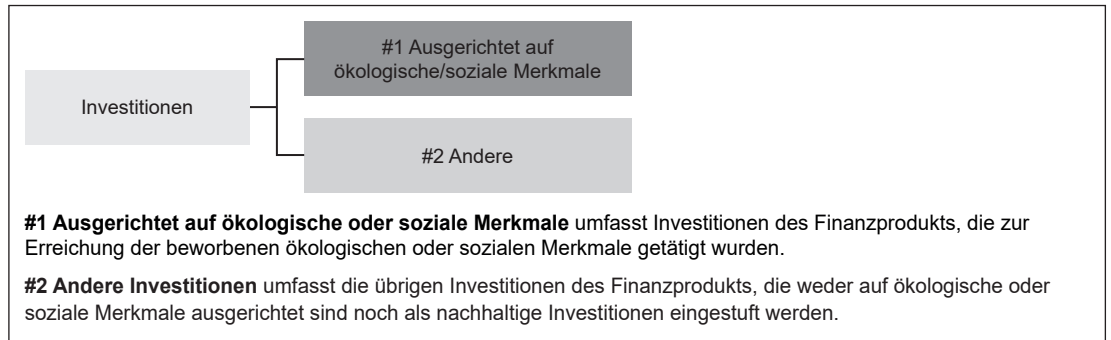 #1 Ausgerichtet auf
ökologische/soziale Merkmale
Investitionen
#2 Andere
#1 Ausgerichtet auf ökologische oder soziale Merkmale umfasst Investitionen des Finanzprodukts, die zur
Erreichung der beworbenen ökologischen oder sozialen Merkmale getätigt wurden.
#2 Andere Investitionen umfasst die übrigen Investitionen des Finanzprodukts, die weder auf ökologische oder
soziale Merkmale ausgerichtet sind noch als nachhaltige Investitionen eingestuft werden.